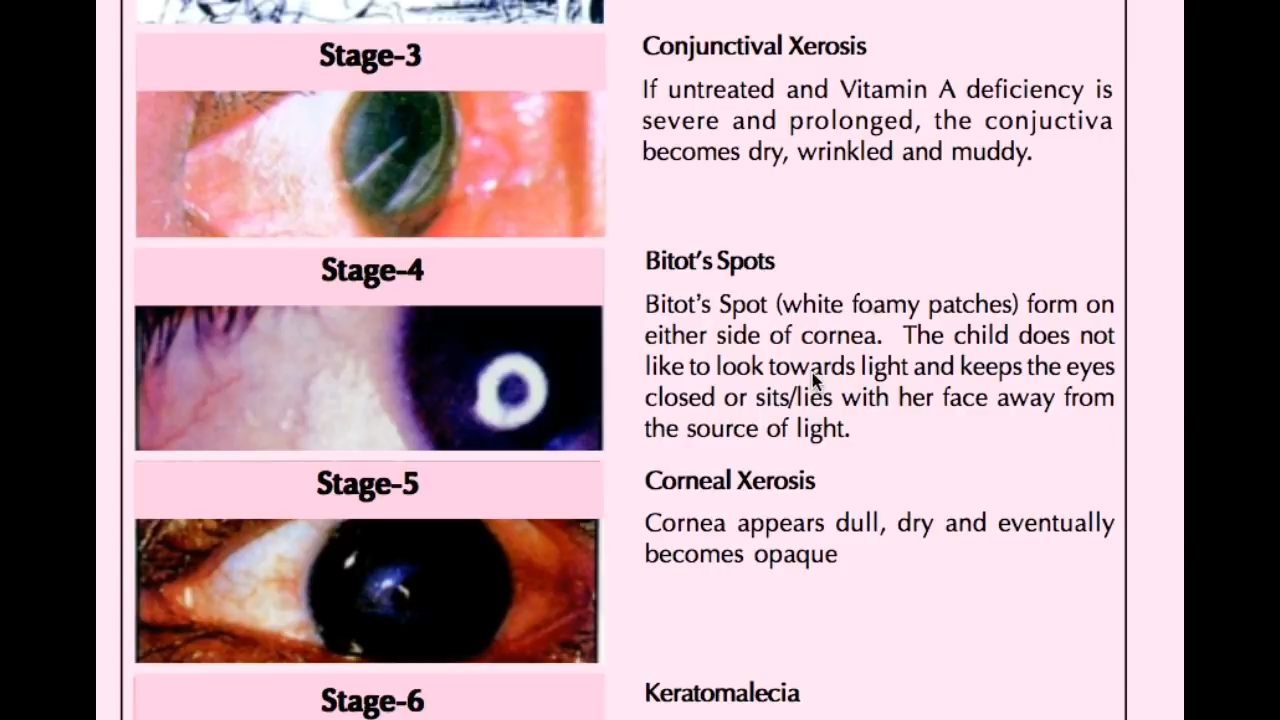 Stage-3
Conjunctival Xerosis
If untreated and Vitamin A deficiency is
severe and prolonged, the conjuctiva
becomes dry, wrinkled and muddy.
Stage-4
Bitot's Spots
Bitot's Spot (white foamy patches) form on
either side of cornea. The child does not
like to look towards light and keeps the eyes
closed or sits/lies with her face away from
the source of light.
Stage-5
Corneal Xerosis
Cornea appears dull, dry and eventually
becomes opaque
Stage-6
Keratomalecia